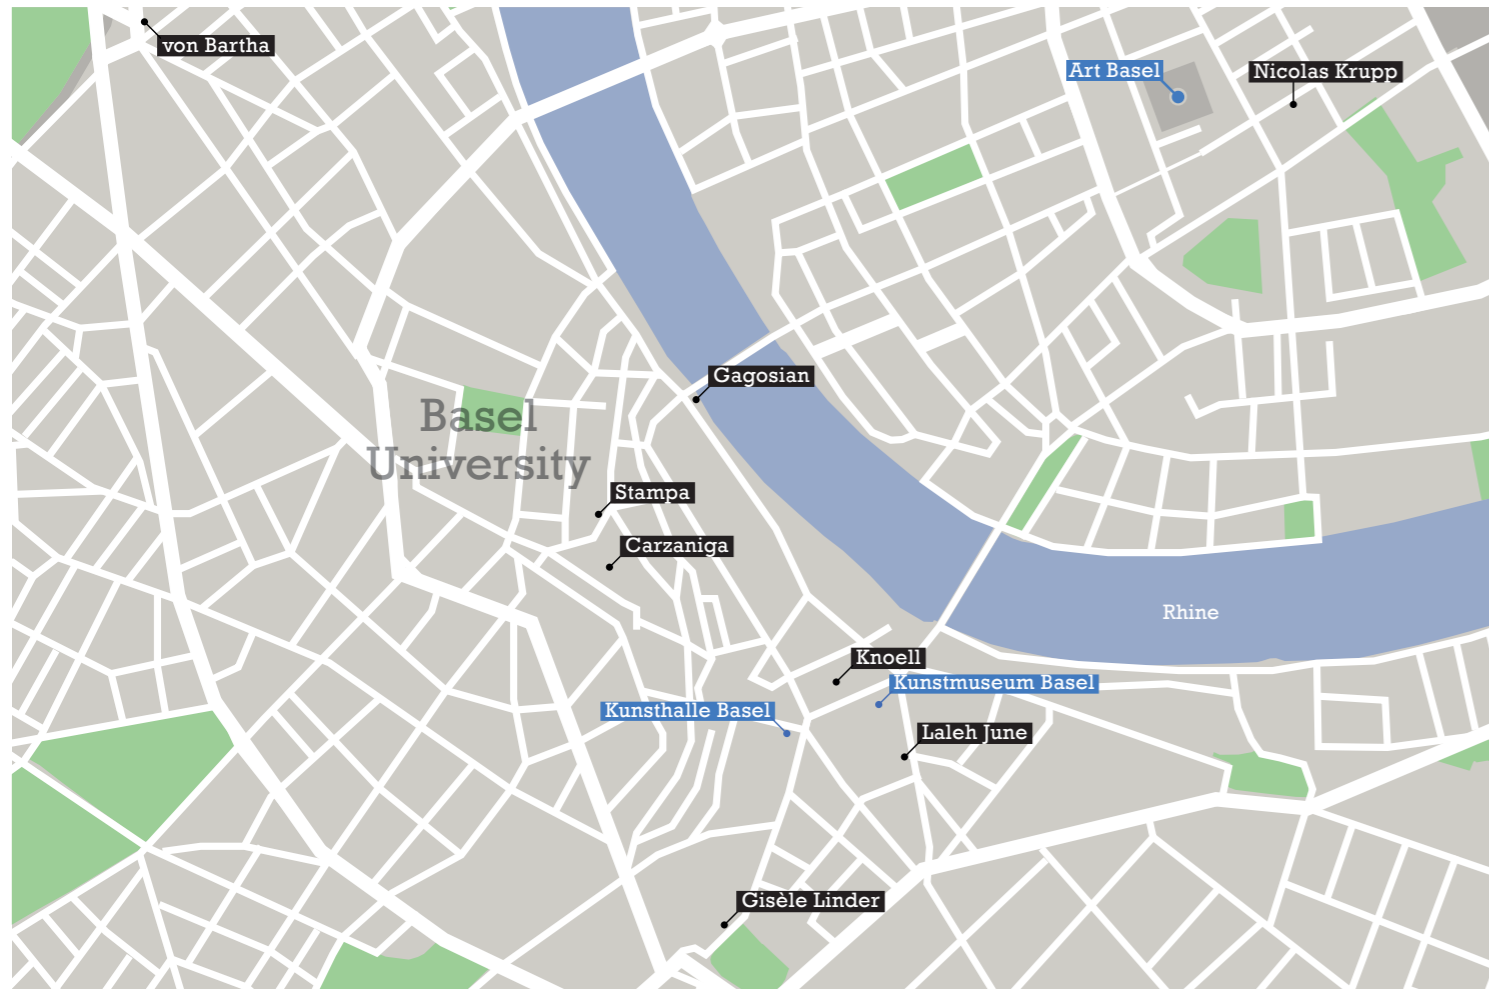 von Bartha
Art Basel
Nicolas Krupp
Gagosian
Basel
University
Stampa
Carzaniga
Rhine
Knoell
Kunstmuseum Basel
Kunsthalle Basel
Laleh June
Gisèle Linder